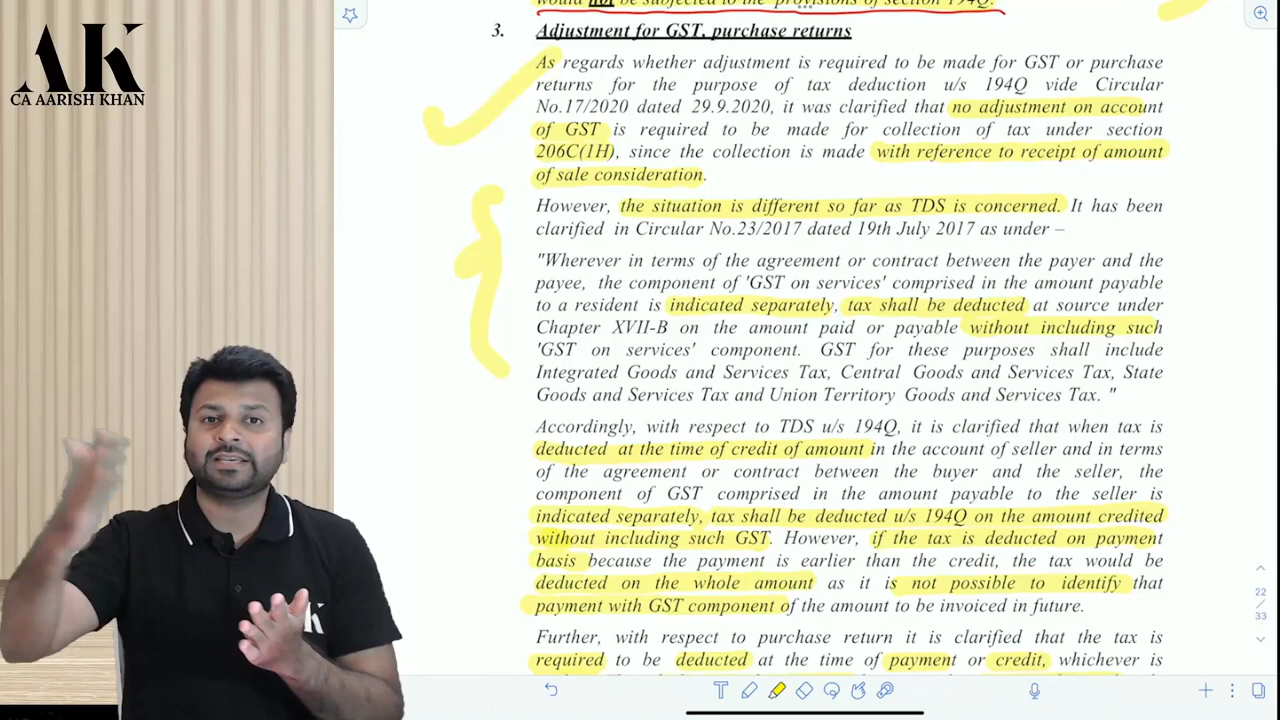 AK
CA AARISH KHAN
would not be subjected to the provisions of section 194Q.
3. Adjustment for GST, purchase returns
As regards whether adjustment is required to be made for GST or purchase
returns for the purpose of tax deduction u/s 194Q vide Circular
No.17/2020 dated 29.9.2020, it was clarified that no adjustment on account
of GST is required to be made for collection of tax under section
206C(1H), since the collection is made with reference to receipt of amount
of sale consideration.
However, the situation is different so far as TDS is concerned. It has been
clarified in Circular No.23/2017 dated 19th July 2017 as under –
"Wherever in terms of the agreement or contract between the payer and the
payee, the component of 'GST on services' comprised in the amount payable
to a resident is indicated separately, tax shall be deducted at source under
Chapter XVII-B on the amount paid or payable without including such
'GST on services' component. GST for these purposes shall include
Integrated Goods and Services Tax, Central Goods and Services Tax, State
Goods and Services Tax and Union Territory Goods and Services Tax. "
Accordingly, with respect to TDS u/s 194Q, it is clarified that when tax is
deducted at the time of credit of amount in the account of seller and in terms
of the agreement or contract between the buyer and the seller, the
component of GST comprised in the amount payable to the seller is
indicated separately, tax shall be deducted u/s 194Q on the amount credited
without including such GST. However, if the tax is deducted on payment
basis because the payment is earlier than the credit, the tax would be
deducted on the whole amount as it is not possible to identify that
payment with GST component of the amount to be invoiced in future.
Further, with respect to purchase return it is clarified that the tax is
required to be deducted at the time of payment or credit, whichever is
22
/
33
K